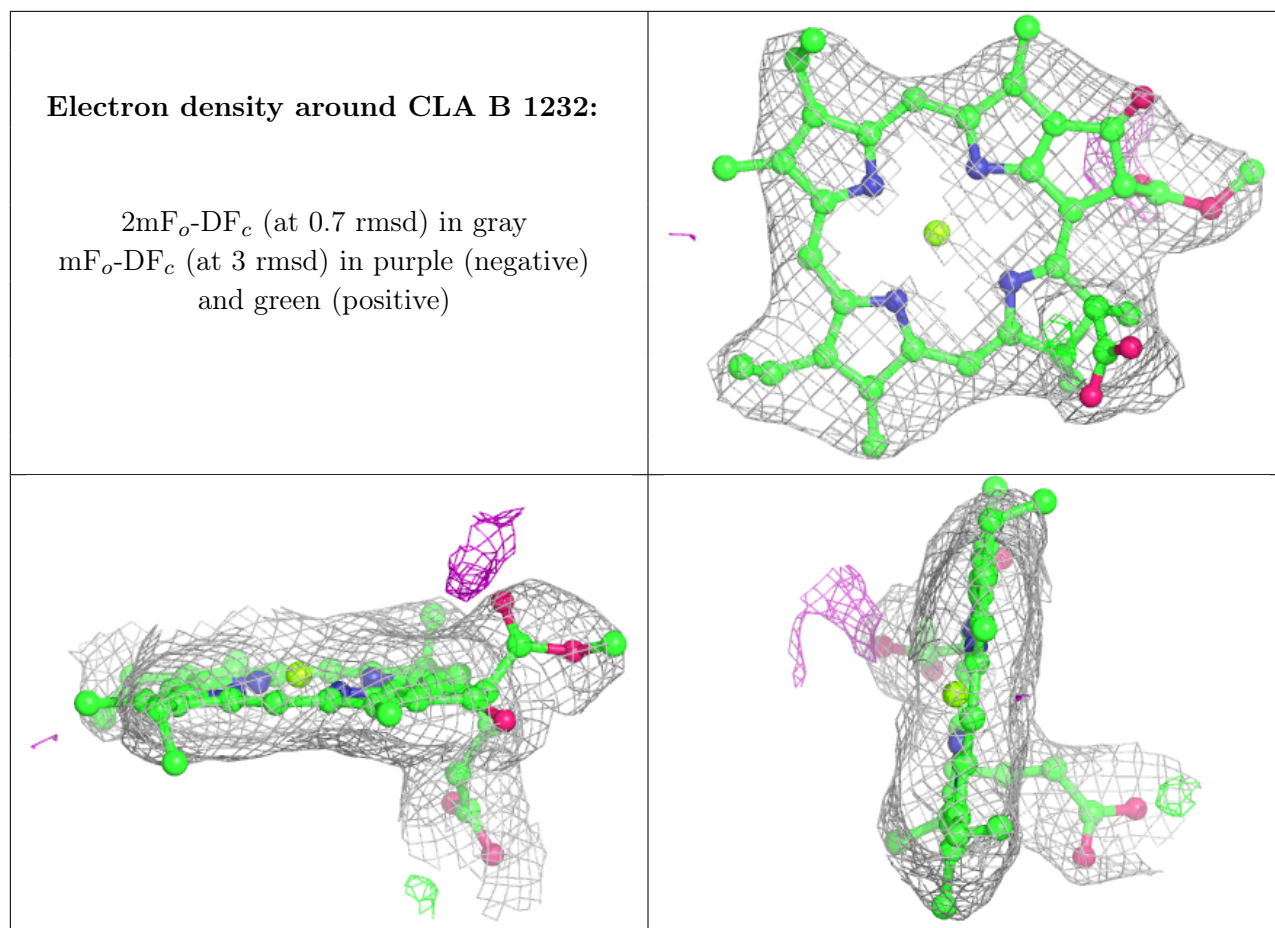 Electron density around CLA B 1232:
2mFo-DFc (at 0.7 rmsd) in gray
mFo-DFc (at 3 rmsd) in purple (negative)
and green (positive)